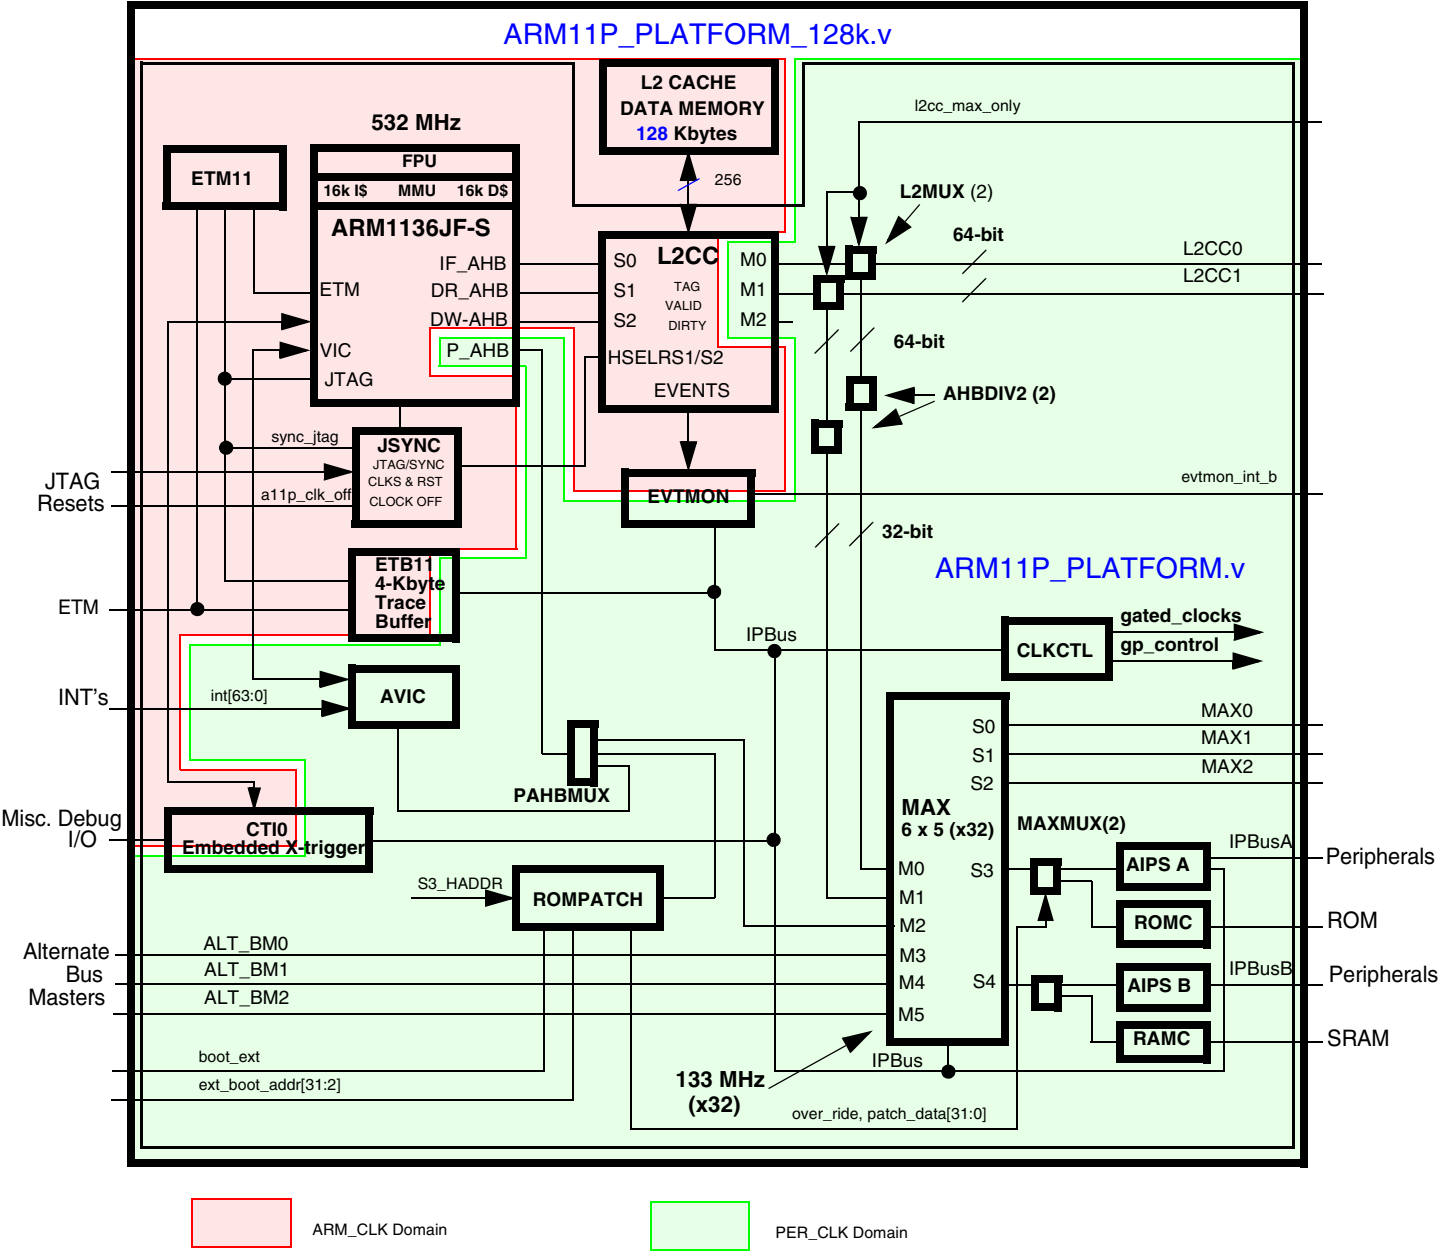 ARM11P_PLATFORM_128k.v
L2 CACHE
DATA MEMORY
128 Kbytes
l2cc_max_only
532 MHz
FPU
16k I$ MMU 16k D$
ARM1136JF-S
ETM11
256
L2MUX (2)
64-bit
L2CC
IF_AHB
DR_AHB
DW-AHB
P_AHB
ETM
VIC
JTAG
S0
S1
S2
TAG
VALID
DIRTY
M0
M1
M2
HSELRS1/S2
EVENTS
L2CC0
L2CC1
64-bit
AHBDIV2 (2)
sync_jtag
JSYNC
JTAG/SYNC
CLKS & RST
CLOCK OFF
a11p_clk_off
JTAG
Resets
EVTMON
evtmon_int_b
32-bit
ARM11P_PLATFORM.v
ETB11
4-Kbyte
Trace
Buffer
ETM
IPBus
CLKCTL
gated_clocks
gp_control
INT's
int[63:0]
AVIC
PAHBMUX
MAX0
MAX1
MAX2
S0
S1
S2
MAX
6 x 5 (x32)
MAXMUX(2)
Misc. Debug
I/O
CTI0
Embedded X-trigger
IPBusA
AIPS A
Peripherals
M0
S3
M1
M2
M3
M4
S4
M5
S3_HADDR
ROMPATCH
ROMC
ROM
Alternate
Bus
Masters
ALT_BM0
ALT_BM1
ALT_BM2
IPBusB
AIPS B
Peripherals
RAMC
SRAM
boot_ext
ext_boot_addr[31:2]
IPBus
133 MHz
(x32)
over_ride, patch_data[31:0]
ARM_CLK Domain
PER_CLK Domain